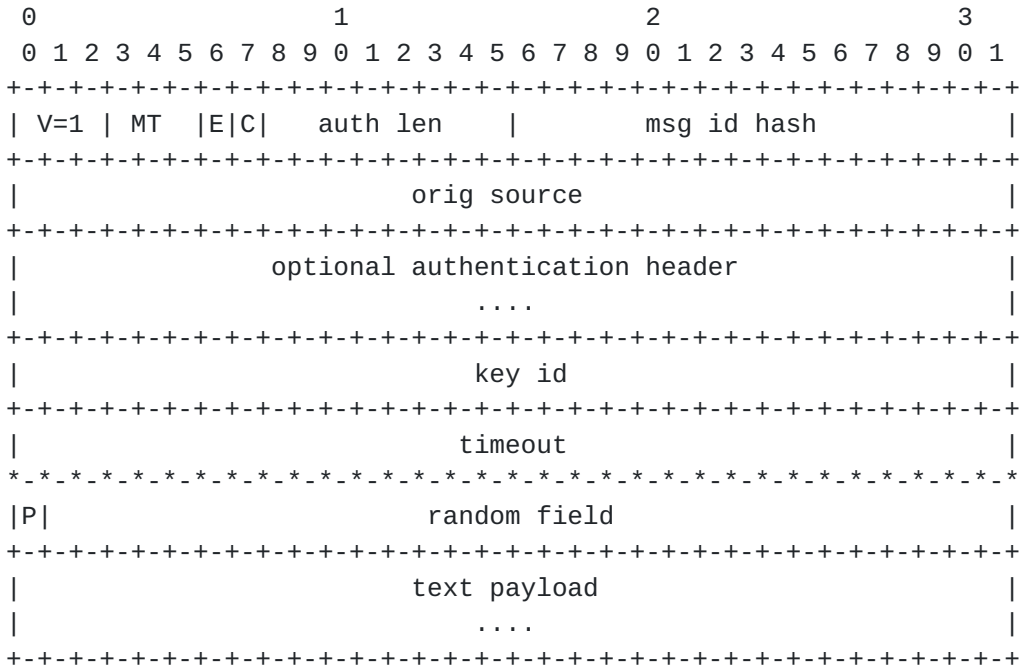 0                   1                   2                   3
 0 1 2 3 4 5 6 7 8 9 0 1 2 3 4 5 6 7 8 9 0 1 2 3 4 5 6 7 8 9 0 1
+-+-+-+-+-+-+-+-+-+-+-+-+-+-+-+-+-+-+-+-+-+-+-+-+-+-+-+-+-+-+-+-+
| V=1 | MT  |E|C|   auth len    |        msg id hash            |
+-+-+-+-+-+-+-+-+-+-+-+-+-+-+-+-+-+-+-+-+-+-+-+-+-+-+-+-+-+-+-+-+
|                         orig source                           |
+-+-+-+-+-+-+-+-+-+-+-+-+-+-+-+-+-+-+-+-+-+-+-+-+-+-+-+-+-+-+-+-+
|                optional authentication header                 |
|                             ....                              |
+-+-+-+-+-+-+-+-+-+-+-+-+-+-+-+-+-+-+-+-+-+-+-+-+-+-+-+-+-+-+-+-+
|                             key id                            |
+-+-+-+-+-+-+-+-+-+-+-+-+-+-+-+-+-+-+-+-+-+-+-+-+-+-+-+-+-+-+-+-+
|                            timeout                            |
*-*-*-*-*-*-*-*-*-*-*-*-*-*-*-*-*-*-*-*-*-*-*-*-*-*-*-*-*-*-*-*-*
|P|                        random field                         |
+-+-+-+-+-+-+-+-+-+-+-+-+-+-+-+-+-+-+-+-+-+-+-+-+-+-+-+-+-+-+-+-+
|                         text payload                          |
|                             ....                              |
+-+-+-+-+-+-+-+-+-+-+-+-+-+-+-+-+-+-+-+-+-+-+-+-+-+-+-+-+-+-+-+-+